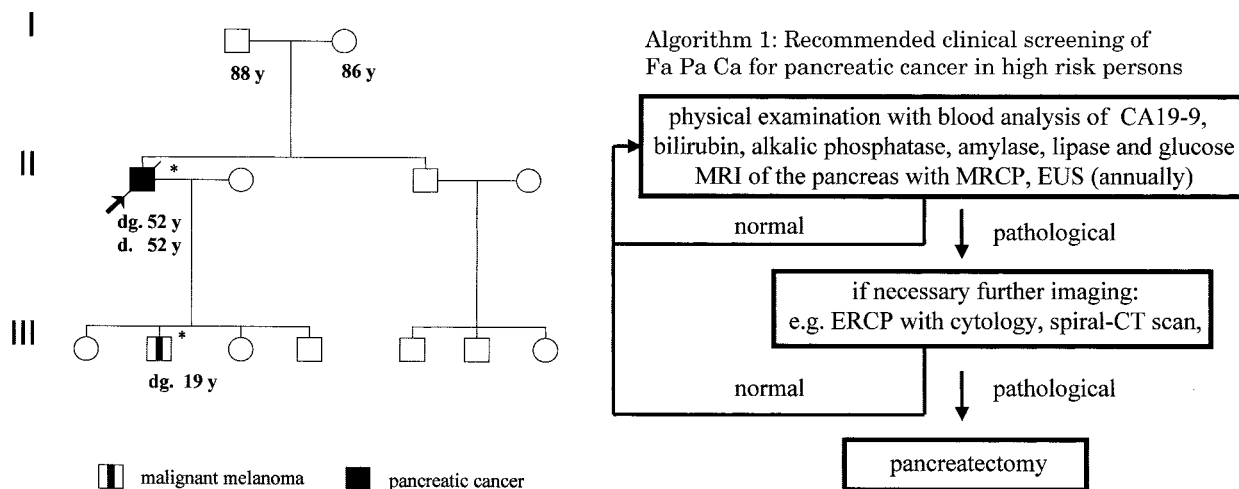 I
88 y
86 y
II
*
dg. 52 y
d. 52 y
III
*
dg. 19 y
malignant melanoma
pancreatic cancer
Algorithm 1: Recommended clinical screening of
Fa Pa Ca for pancreatic cancer in high risk persons
physical examination with blood analysis of CA19-9,
bilirubin, alkalic phosphatase, amylase, lipase and glucose
MRI of the pancreas with MRCP, EUS (annually)
normal
pathological
if necessary further imaging:
e.g. ERCP with cytology, spiral-CT scan,
normal
pathological
pancreatectomy